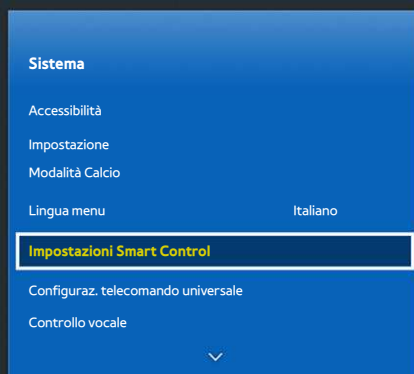 Sistema
Accessibilità
Impostazione
Modalità Calcio
Lingua menu Italiano
Impostazioni Smart Control
Configuraz. telecomando universale
Controllo vocale